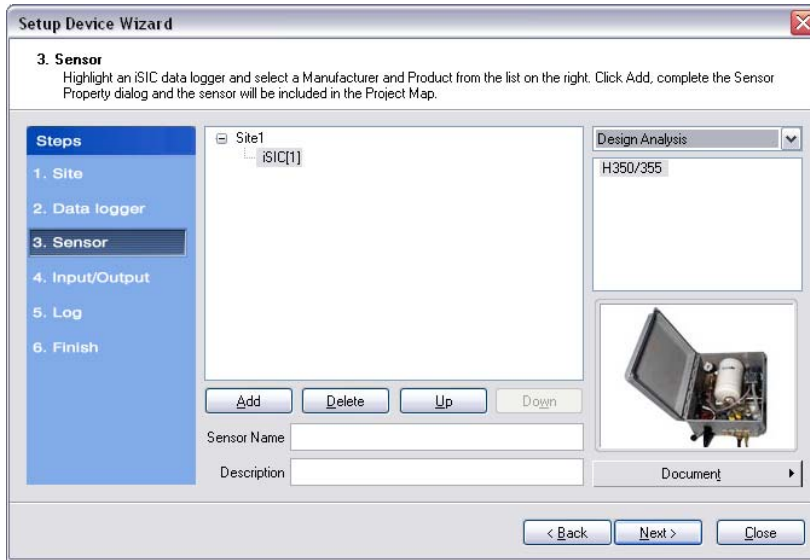 Setup Device Wizard
3. Sensor
Highlight an iSIC data logger and select a Manufacturer and Product from the list on the right. Click Add, complete the Sensor
Property dialog and the sensor will be included in the Project Map.
Steps
1. Site
2. Data logger
3. Sensor
4. Input/Output
5. Log
6. Finish
Site1
iSIC[1]
Design Analysis
H350/355
Add
Delete
Up
Down
Sensor Name
Description
Document
< Back
Next >
Close